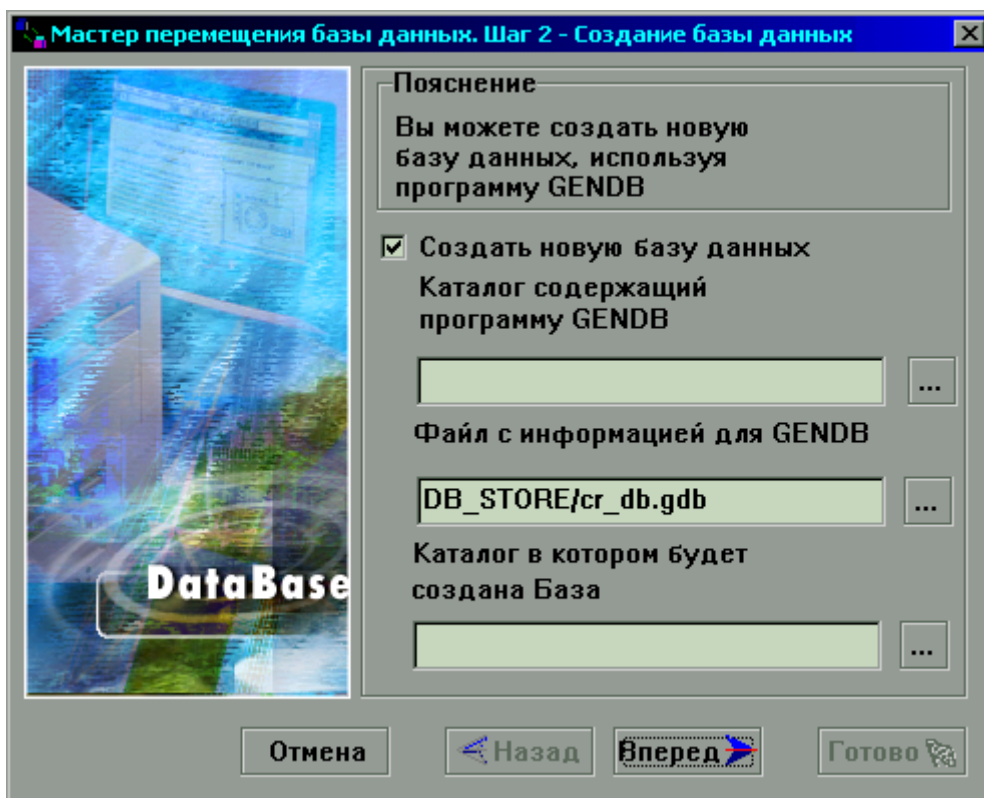 Мастер перемещения базы данных. Шаг 2 - Создание базы данных
Пояснение
Вы можете создать новую
базу данных, используя
программу GENDB
Создать новую базу данных
Каталог содержащий
программу GENDB
...
Файл с информацией для GENDB
DB_STORE/cr_db.gdb
...
Каталог в котором будет
создана База
...
DataBase
Отмена
Назад
Вперед
Готово